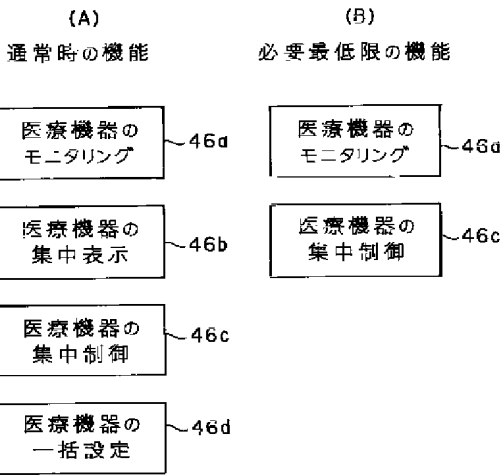 (A)
通常時の機能
医療機器の
モニタリング
46a
医療機器の
集中表示
46b
医療機器の
集中制御
46c
医療機器の
一括設定
46d
(B)
必要最低限の機能
医療機器の
モニタリング
46a
医療機器の
集中制御
46c